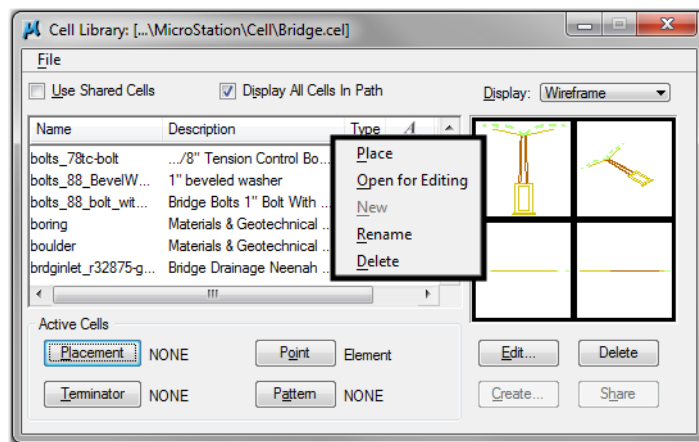 Cell Library: [...\MicroStation\Cell\Bridge.cel]
File
Use Shared Cells Display All Cells In Path Display: Wireframe
Name Description Type
bolts_78tc-bolt .../8" Tension Control Bo...
bolts_88_BevelW... 1" beveled washer
bolts_88_bolt_wit... Bridge Bolts 1" Bolt With ...
boring Materials & Geotechnical ...
boulder Materials & Geotechnical ...
brdginlet_r32875-g... Bridge Drainage Neenah ...
Place
Open for Editing
New
Rename
Delete
Active Cells
Placement NONE Point Element Edit... Delete
Terminator NONE Pattern NONE Create... Share